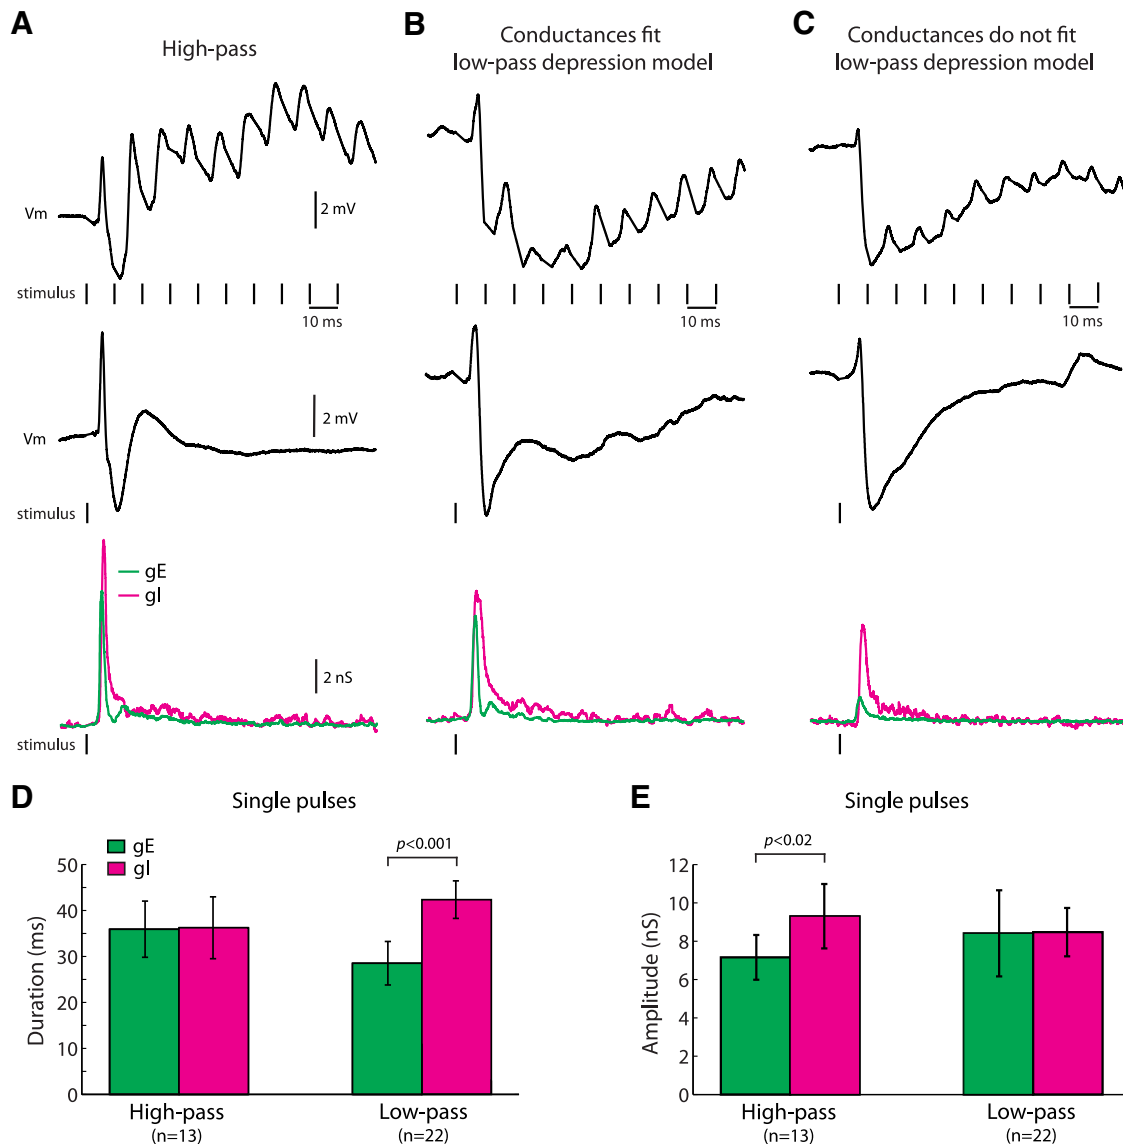 A
High-pass
B
Conductances fit
low-pass depression model
C
Conductances do not fit
low-pass depression model
Vm
2 mV
stimulus
10 ms
10 ms
10 ms
Vm
2 mV
stimulus
gE
gI
2 nS
stimulus
D
Single pulses
gE
gI
p<0.001
Duration (ms)
50
40
30
20
10
0
High-pass
(n=13)
Low-pass
(n=22)
E
Single pulses
p<0.02
Amplitude (nS)
12
10
8
6
4
2
0
High-pass
(n=13)
Low-pass
(n=22)